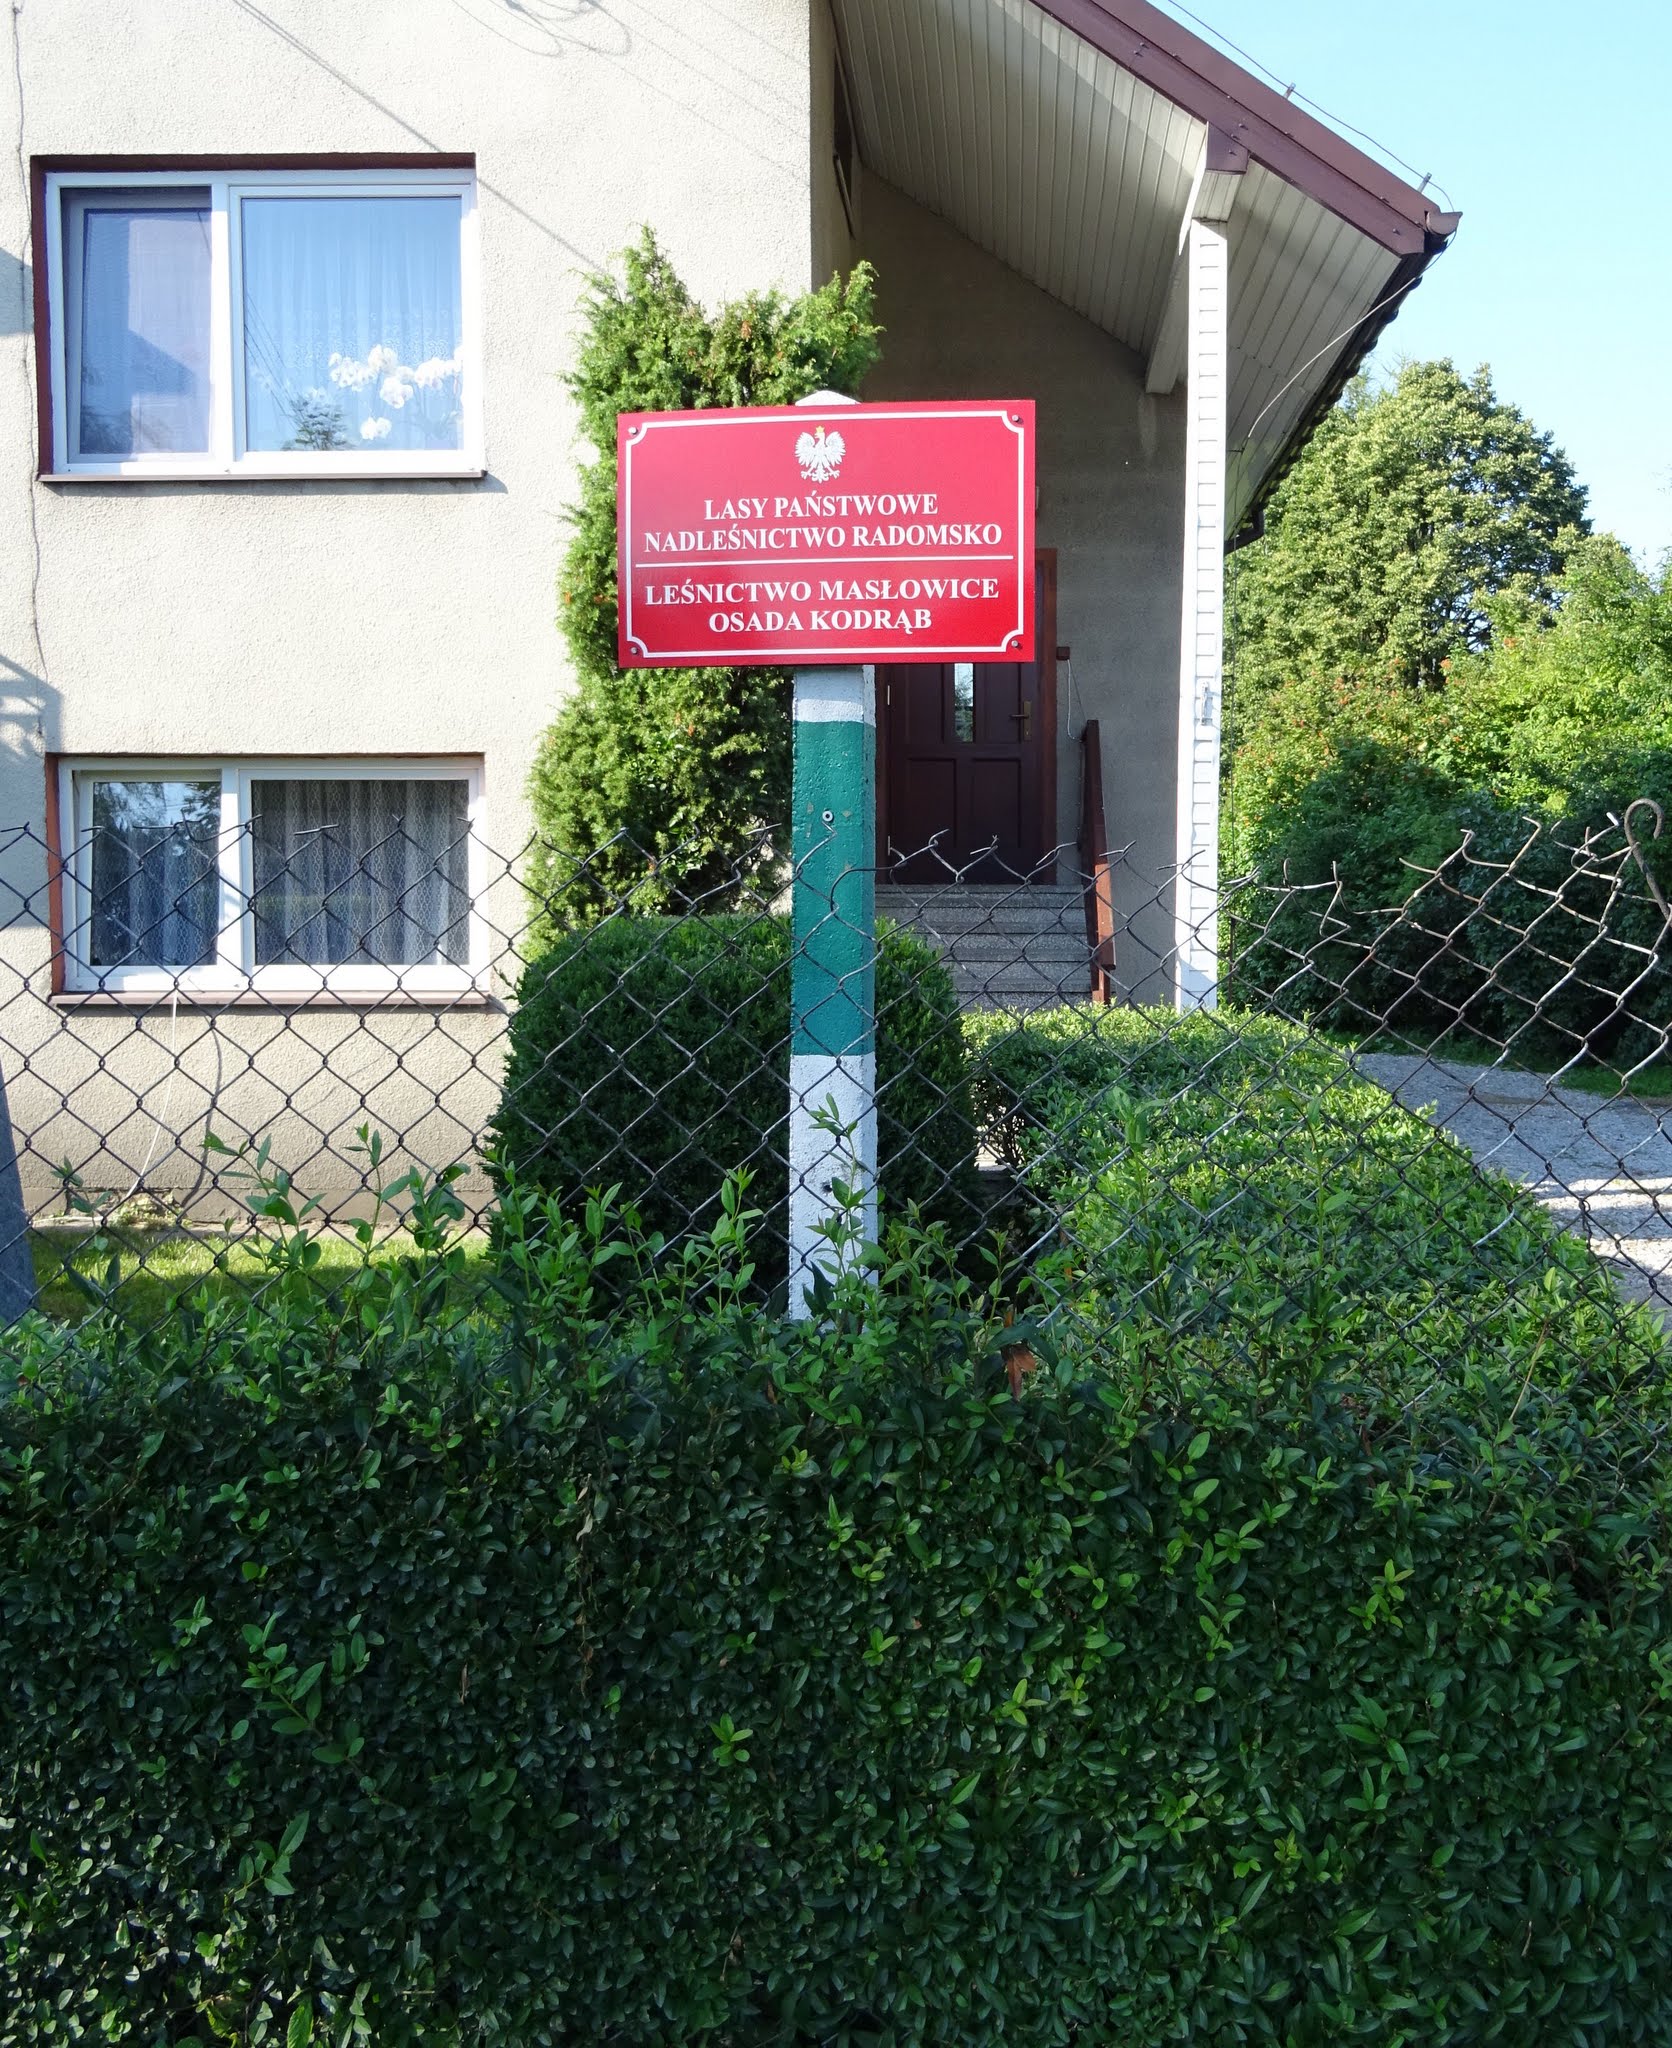 LASY PAŃSTWOWE
NADLEŚNICTWO RADOMSKO
LEŚNICTWO MASŁOWICE
OSADA KODRĄB